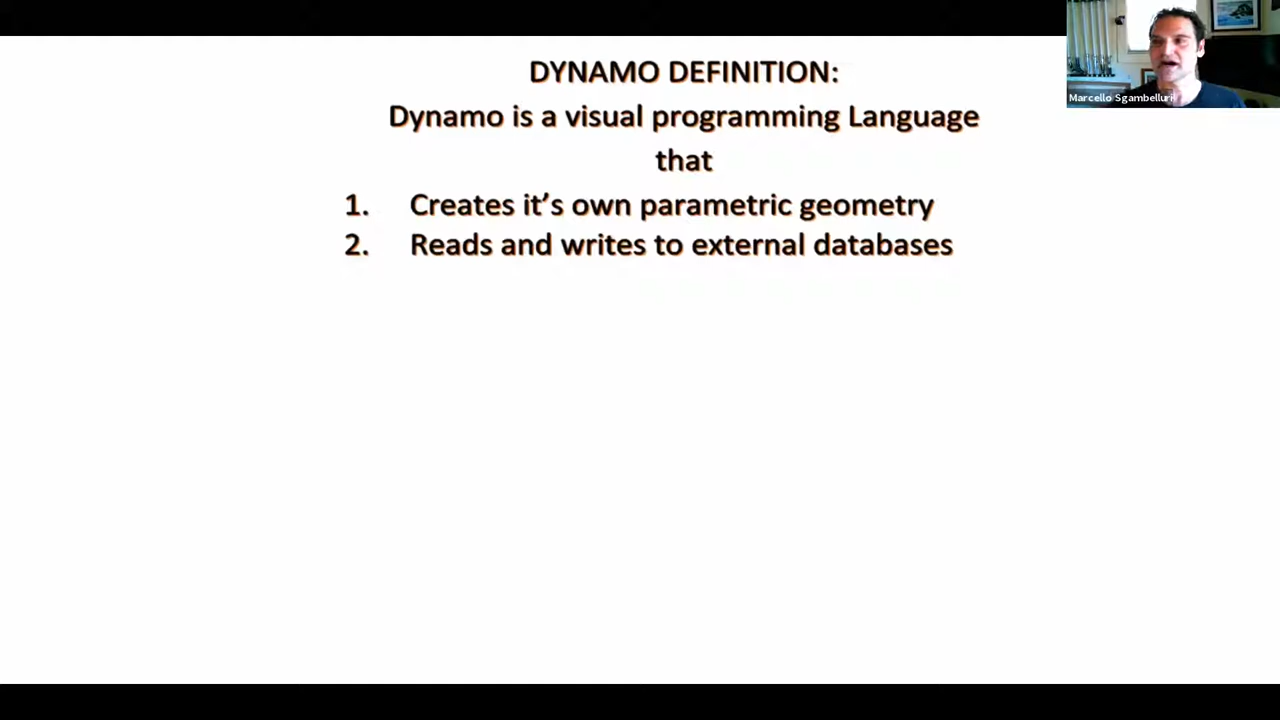 DYNAMO DEFINITION:
Dynamo is a visual programming Language
that
1. Creates it's own parametric geometry
2. Reads and writes to external databases
Marcello Sgambelluri